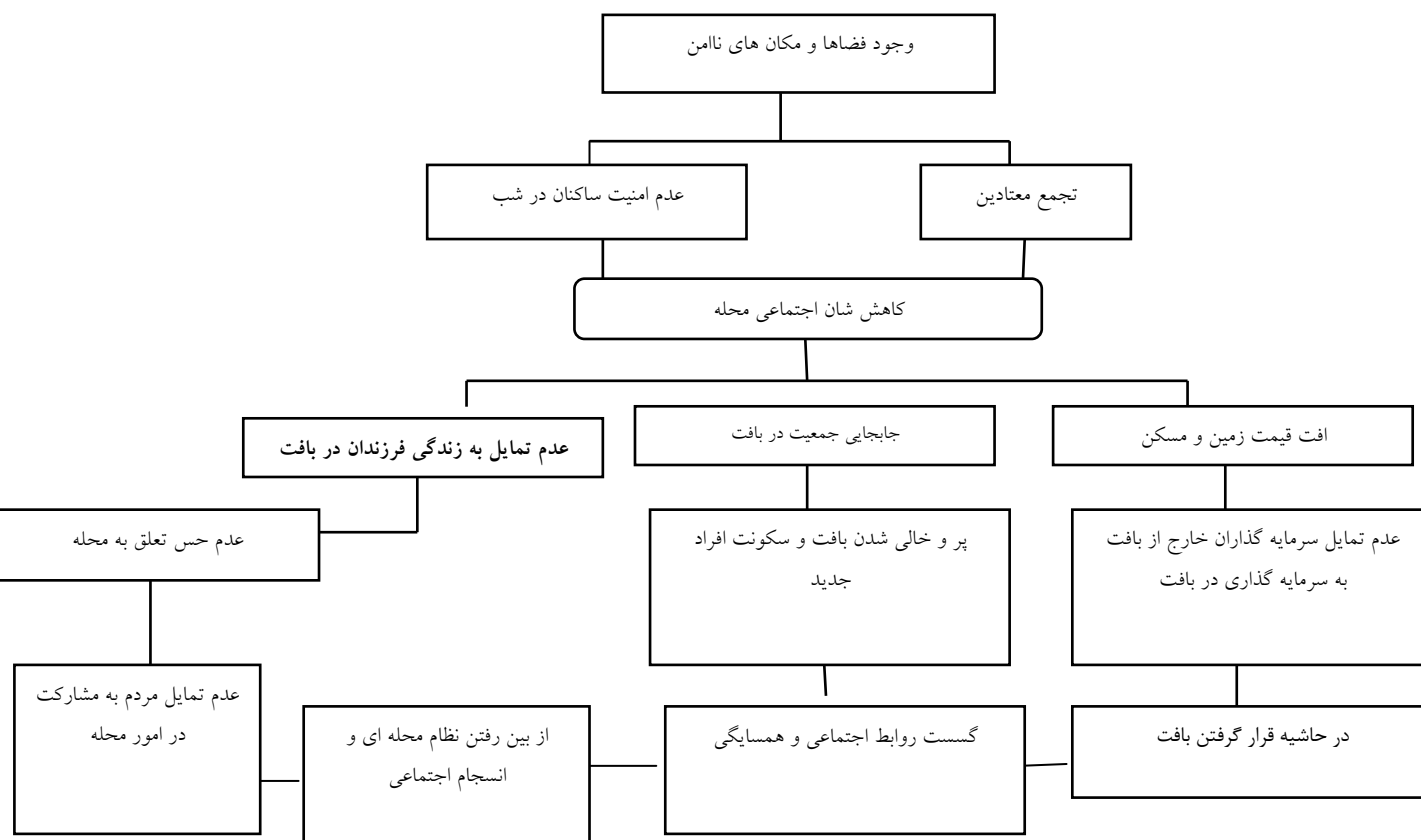 وجود فضاها و مکان های ناامن
تجمع معتادین
عدم امنیت ساکنان در شب
کاهش شان اجتماعی محله
افت قیمت زمین و مسکن
جابجایی جمعیت در بافت
عدم تمایل به زندگی فرزندان در بافت
عدم تمایل سرمایه گذاران خارج از بافت
به سرمایه گذاری در بافت
پر و خالی شدن بافت و سکونت افراد
جدید
عدم حس تعلق به محله
در حاشیه قرار گرفتن بافت
گسست روابط اجتماعی و همسایگی
از بین رفتن نظام محله ای و
انسجام اجتماعی
عدم تمایل مردم به مشارکت
در امور محله